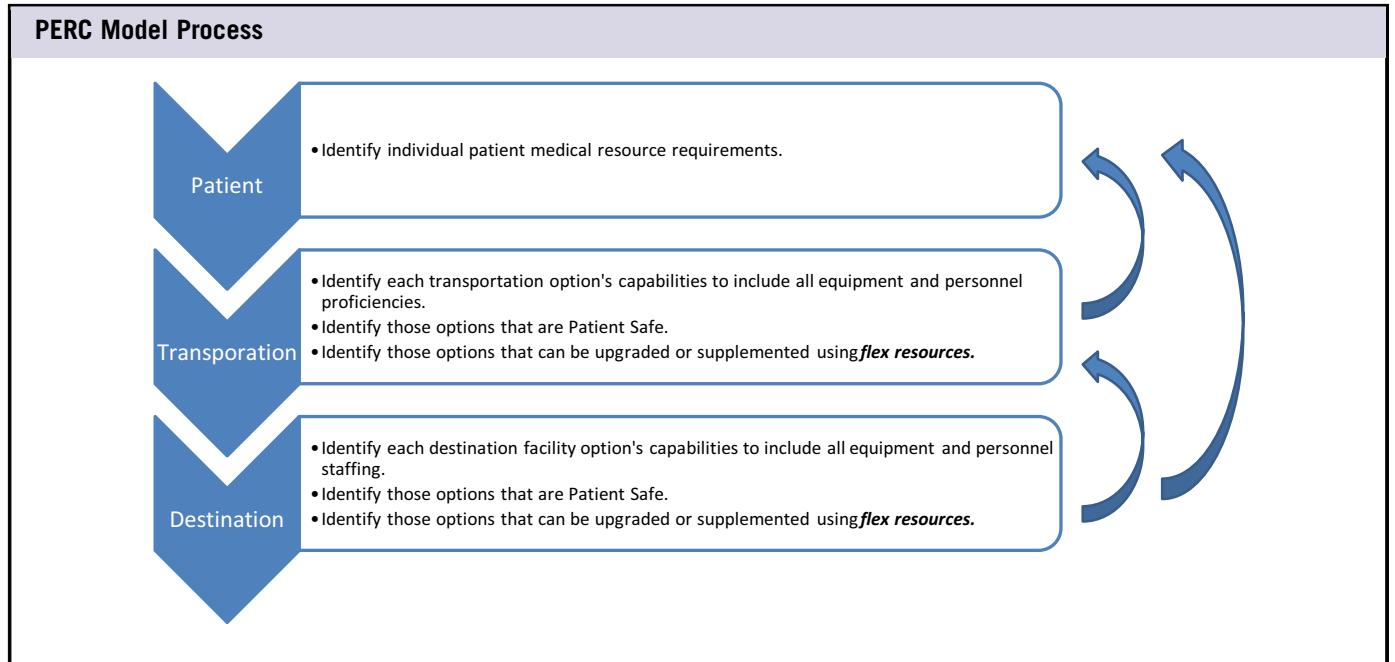 PERC Model Process
Patient
•Identify individual patient medical resource requirements.
Transporation
•Identify each transportation option's capabilities to include all equipment and personnel
proficiencies.
•Identify those options that are Patient Safe.
•Identify those options that can be upgraded or supplemented using flex resources.
Destination
•Identify each destination facility option's capabilities to include all equipment and personnel
staffing.
•Identify those options that are Patient Safe.
•Identify those options that can be upgraded or supplemented using flex resources.